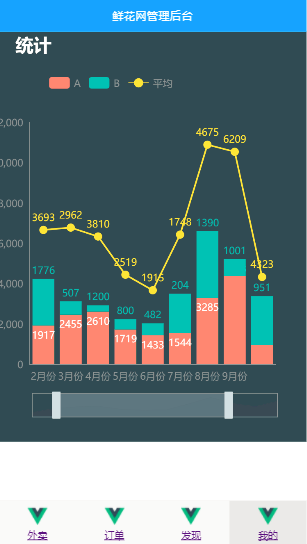 鲜花网管理后台
统计
A B 平均
2,000
0,000
8,000
6,000
4,000
2,000
0
3693 2962 3810 2519 1915 1748 4675 6209 4323
1776 507 1200 800 482 204 1390 1001 951
1917 2455 2610 1719 1433 1544 3285
2月份 3月份 4月份 5月份 6月份 7月份 8月份 9月份
外卖 订单 发现 我的